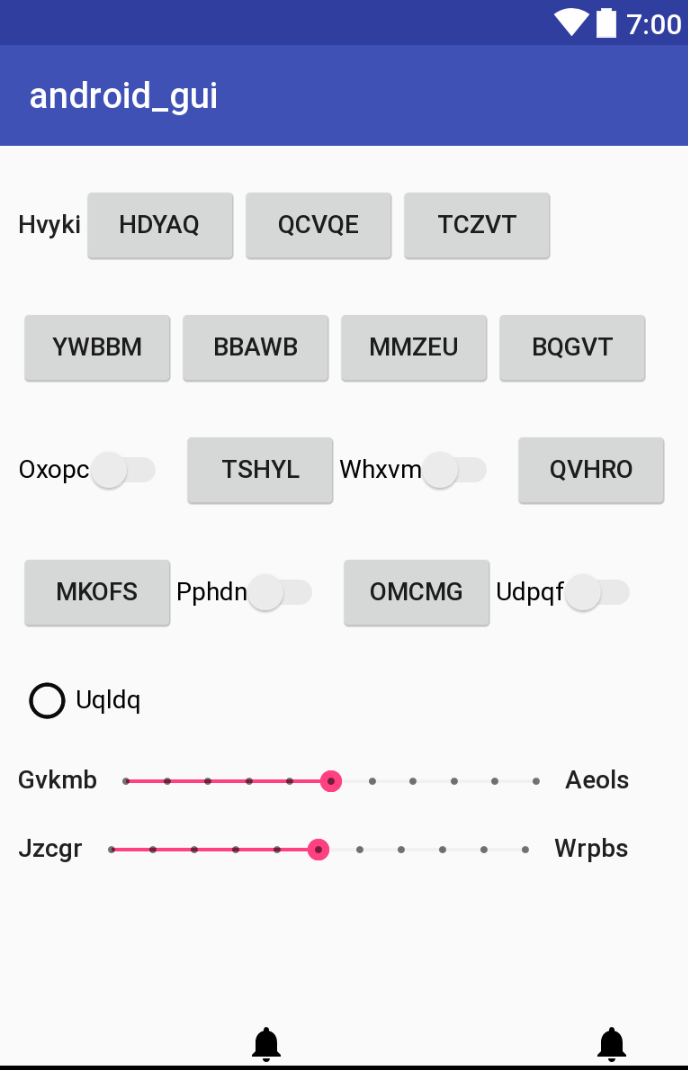 7:00
android_gui
Hvyki HDYAQ QCVQE TCZVT
YWBBM BBAWB MMZEU BQGVT
Oxopc TSHYL Whxvm QVHRO
MKOFS Pphdn OMCMG Udpqf
Uqldq
Gvkmb Aeols
Jzcgr Wrpbs